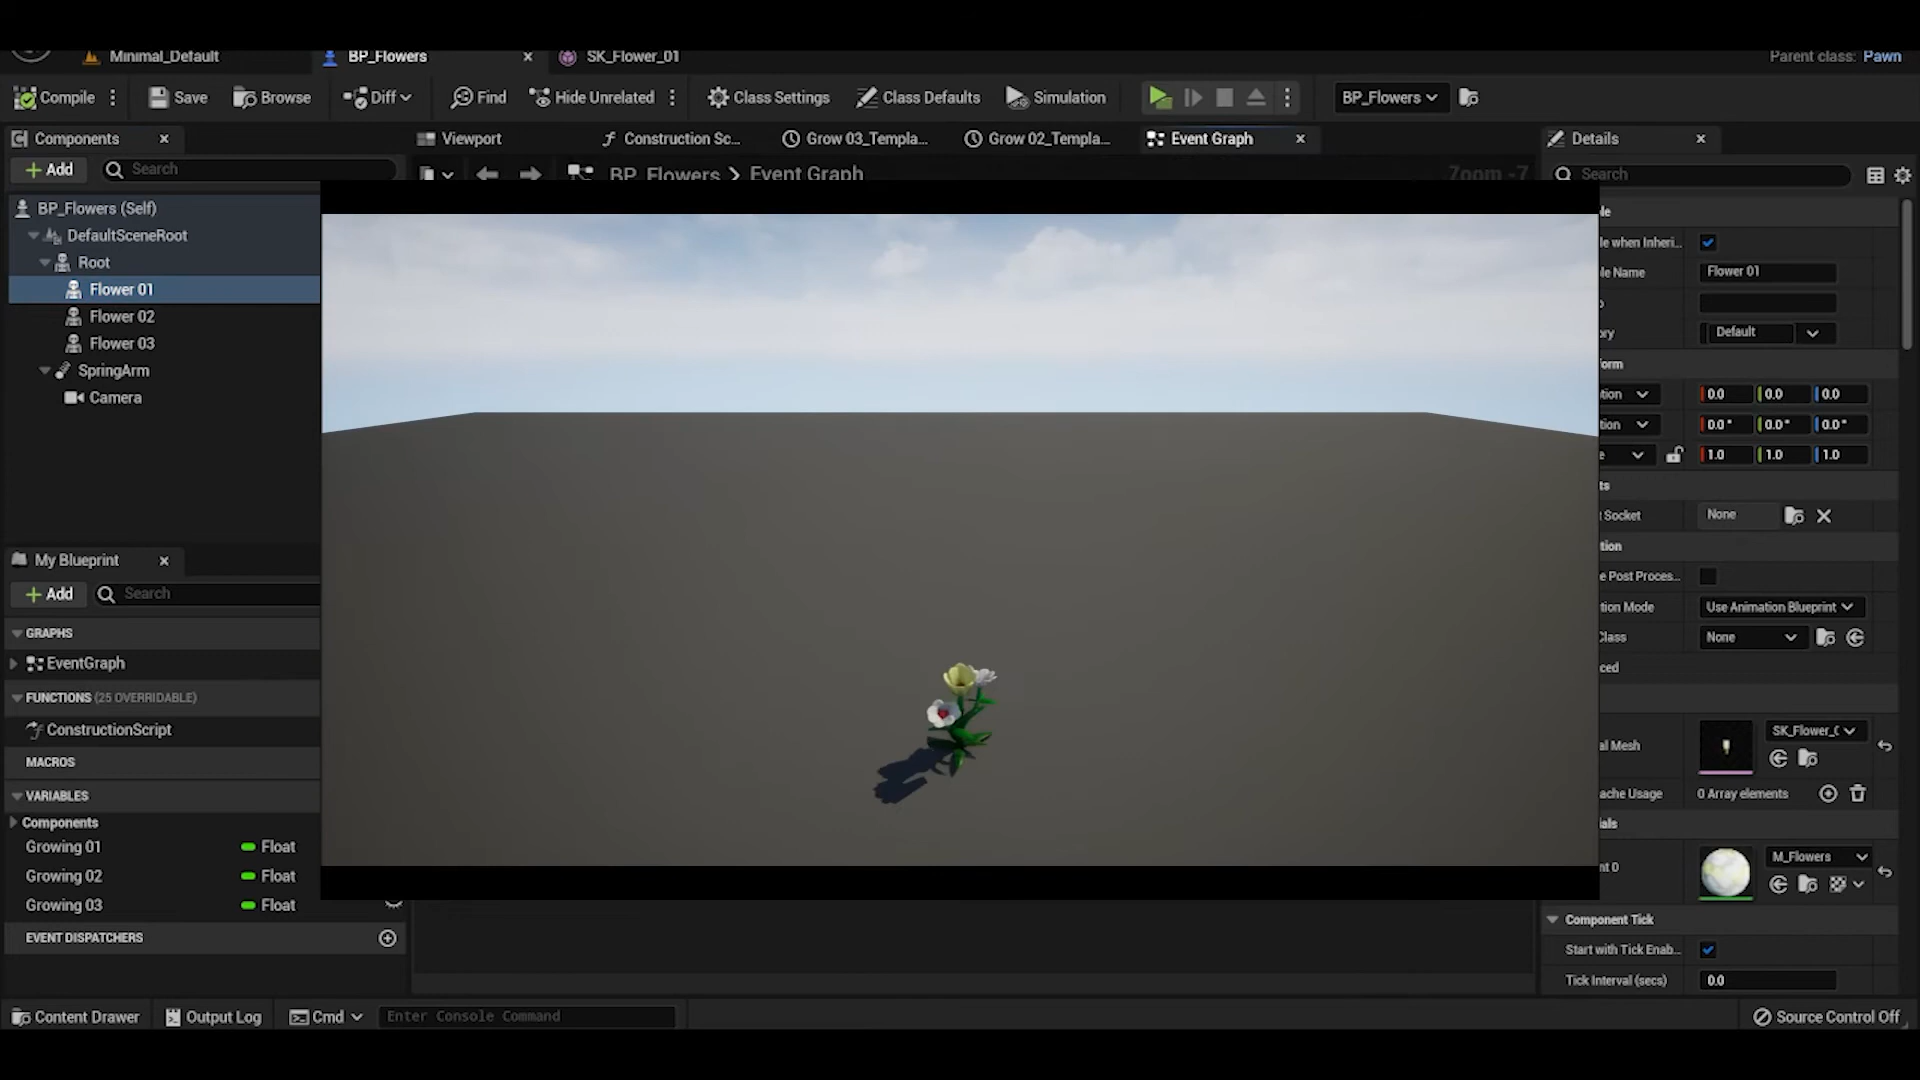 Minimal_Default
BP_Flowers
SK_Flower_01
Parent class: Pawn
Compile
Save
Browse
Diff
Find
Hide Unrelated
Class Settings
Class Defaults
Simulation
BP_Flowers
Components
Viewport
Construction Sc...
Grow 03_Templa...
Grow 02_Templa...
Event Graph
Details
Add
Search
BP_Flowers
Event Graph
Zoom -7
Search
BP_Flowers (Self)
DefaultSceneRoot
Root
Flower 01
Flower 02
Flower 03
SpringArm
Camera
le when Inheri...
le Name
Flower 01
ry
Default
orm
tion
0.0
0.0
0.0
tion
0.0°
0.0°
0.0°
e
1.0
1.0
1.0
ts
t Socket
None
tion
e Post Proces...
tion Mode
Use Animation Blueprint
Class
None
ced
al Mesh
SK_Flower_(
ache Usage
0 Array elements
ials
nt 0
M_Flowers
Component Tick
Start with Tick Enab...
Tick Interval (secs)
0.0
My Blueprint
Add
Search
GRAPHS
EventGraph
FUNCTIONS (25 OVERRIDABLE)
ConstructionScript
MACROS
VARIABLES
Components
Growing 01
Float
Growing 02
Float
Growing 03
Float
EVENT DISPATCHERS
Content Drawer
Output Log
Cmd
Enter Console Command
Source Control Off